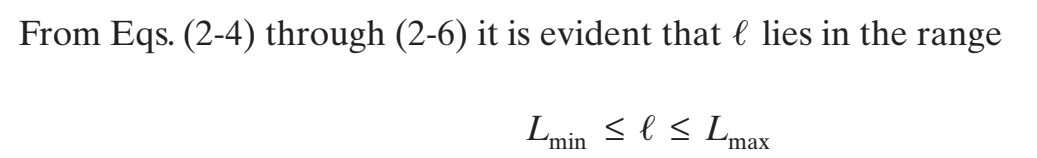 From Eqs. (2-4) through (2-6) it is evident that ℓ lies in the range
L_min ≤ ℓ ≤ L_max